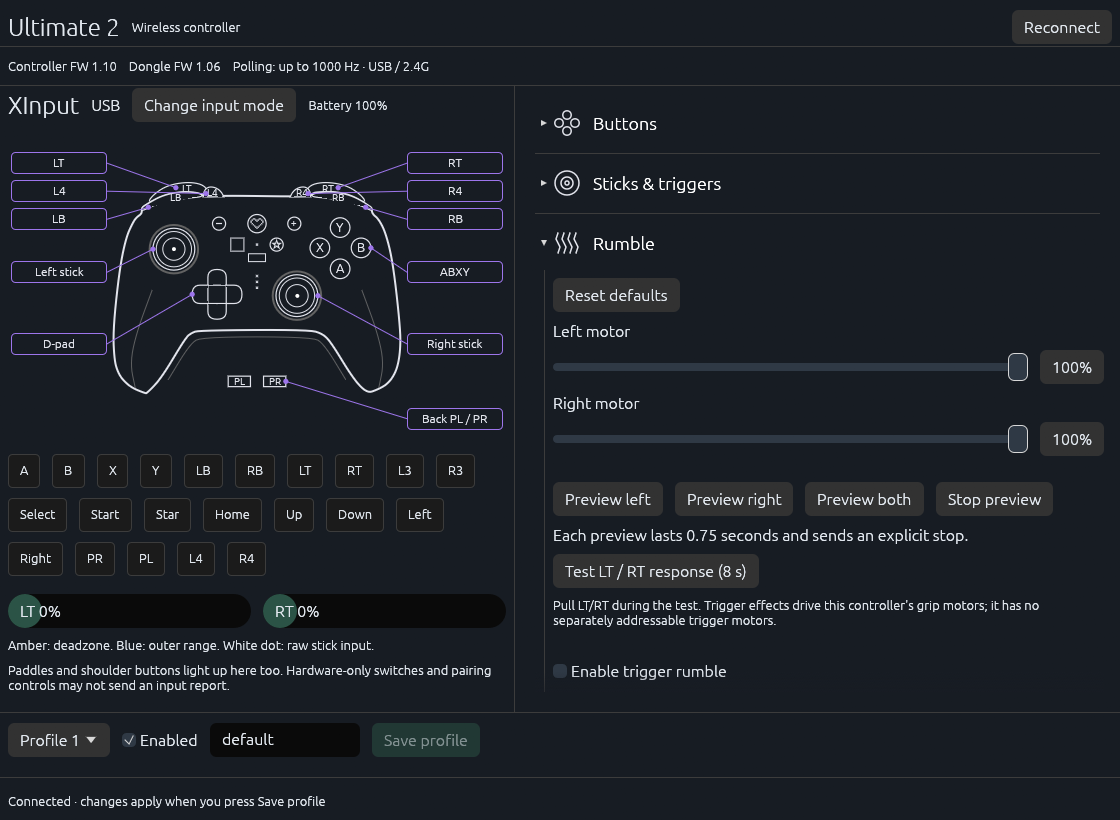 Ultimate 2 Wireless controller Reconnect
Controller FW 1.10 Dongle FW 1.06 Polling: up to 1000 Hz · USB / 2.4G
XInput USB Change input mode Battery 100%
LT
L4
LB
Left stick
D-pad
LT
LB
L4
R4
RT
RB
Y
X
B
A
PL
PR
RT
R4
RB
ABXY
Right stick
Back PL / PR
A B X Y LB RB LT RT L3 R3
Select Start Star Home Up Down Left
Right PR PL L4 R4
LT 0% RT 0%
Amber: deadzone. Blue: outer range. White dot: raw stick input.
Paddles and shoulder buttons light up here too. Hardware-only switches and pairing
controls may not send an input report.
Buttons
Sticks & triggers
Rumble
Reset defaults
Left motor
100%
Right motor
100%
Preview left Preview right Preview both Stop preview
Each preview lasts 0.75 seconds and sends an explicit stop.
Test LT / RT response (8 s)
Pull LT/RT during the test. Trigger effects drive this controller's grip motors; it has no
separately addressable trigger motors.
Enable trigger rumble
Profile 1 Enabled default Save profile
Connected · changes apply when you press Save profile